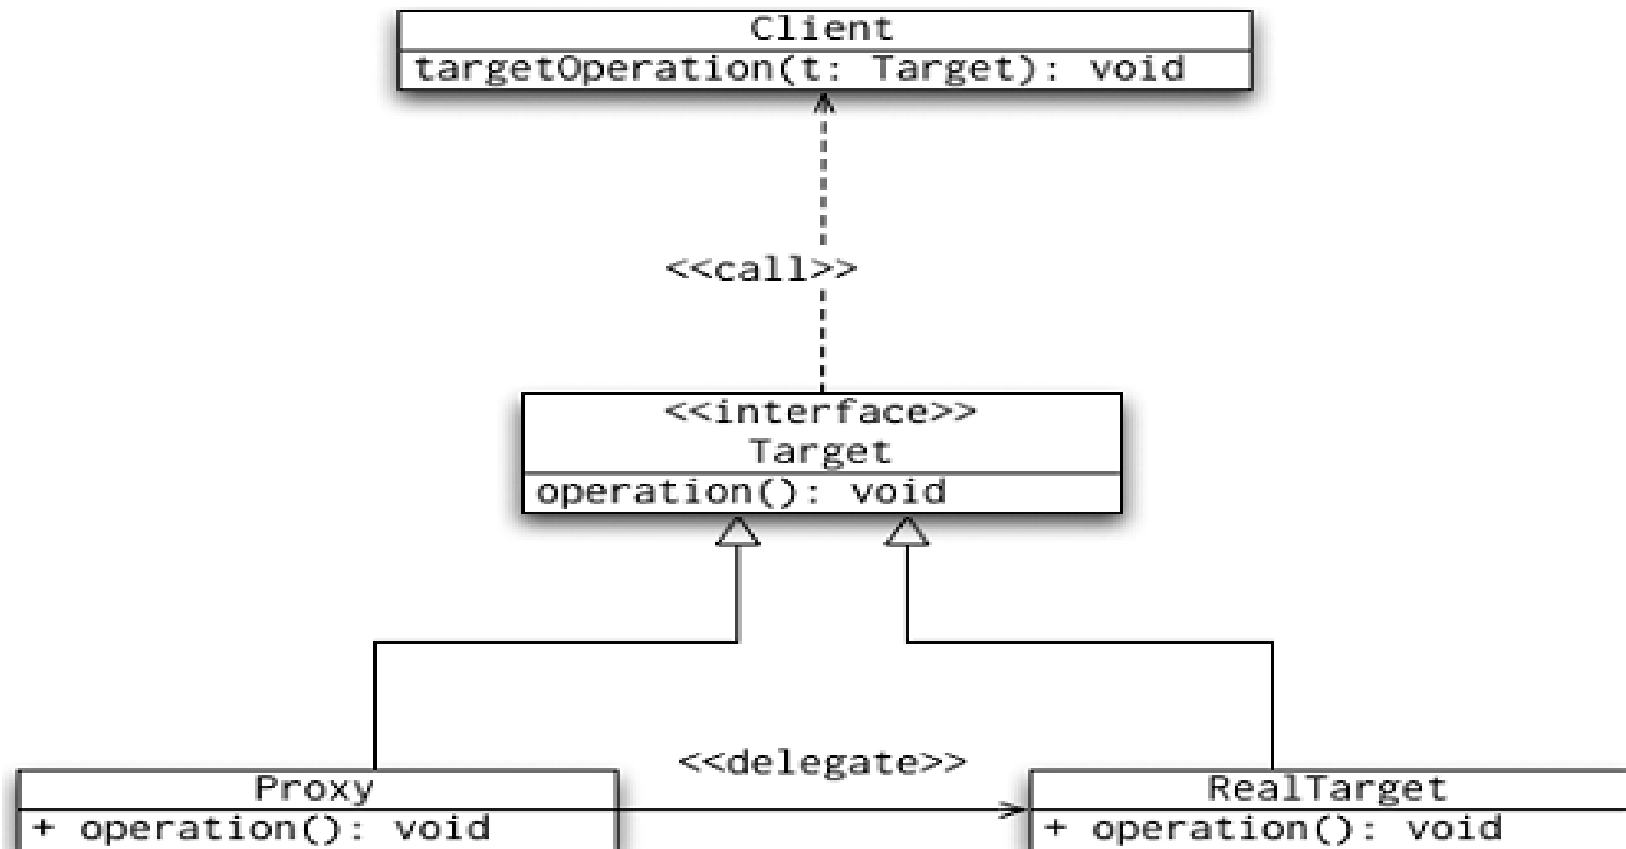 Client
targetOperation(t: Target): void
<<call>>
<<interface>>
Target
operation(): void
<<delegate>>
Proxy
+ operation(): void
RealTarget
+ operation(): void